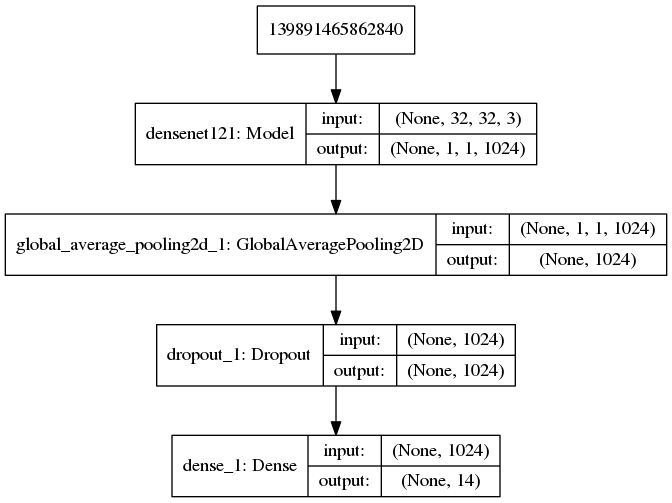 139891465862840
densenet121: Model
input:
(None, 32, 32, 3)
output:
(None, 1, 1, 1024)
global_average_pooling2d_1: GlobalAveragePooling2D
input:
(None, 1, 1, 1024)
output:
(None, 1024)
dropout_1: Dropout
input:
(None, 1024)
output:
(None, 1024)
dense_1: Dense
input:
(None, 1024)
output:
(None, 14)